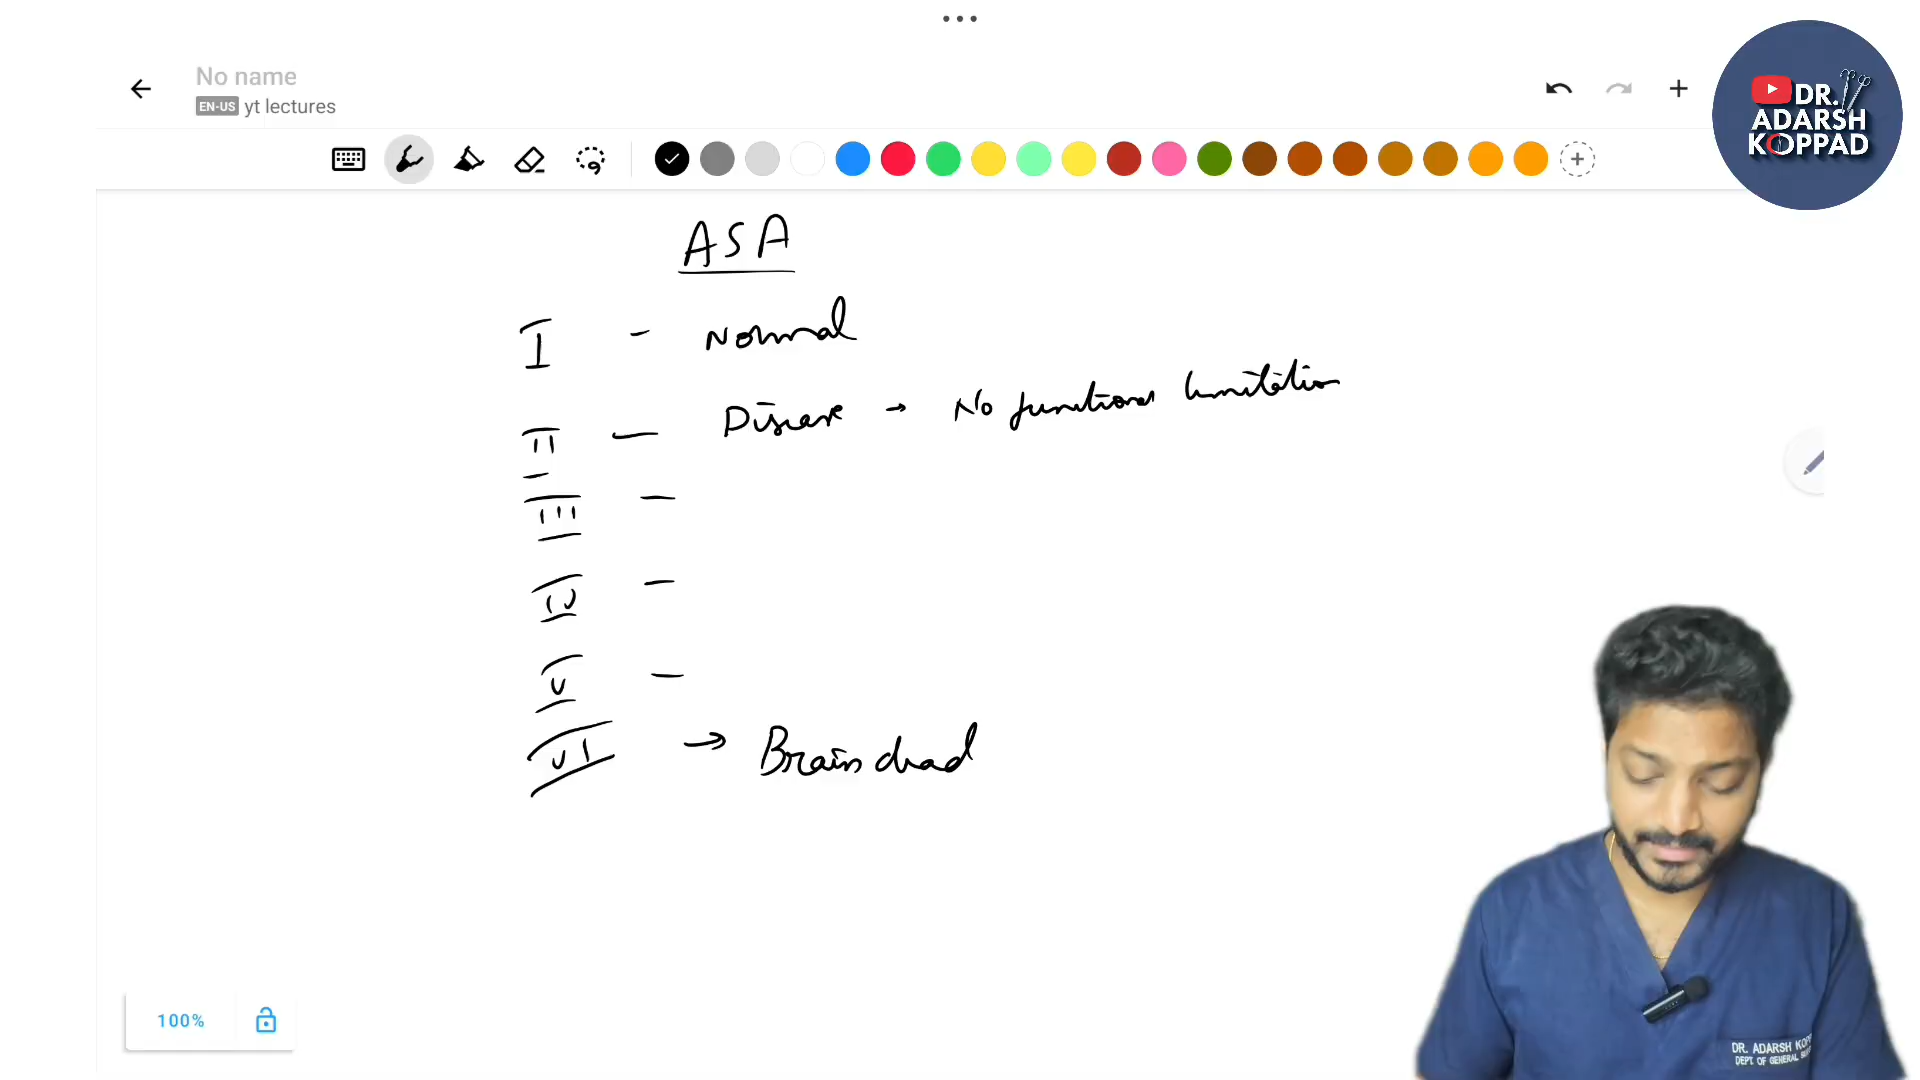 No name
EN-US yt lectures
DR.
ADARSH
KOPPAD
ASA
I - Normal
II - Disease → No functional limitation
III -
IV -
V -
VI → Brain dead
100%
DR. ADARSH KOP
DEPT. OF GENERAL